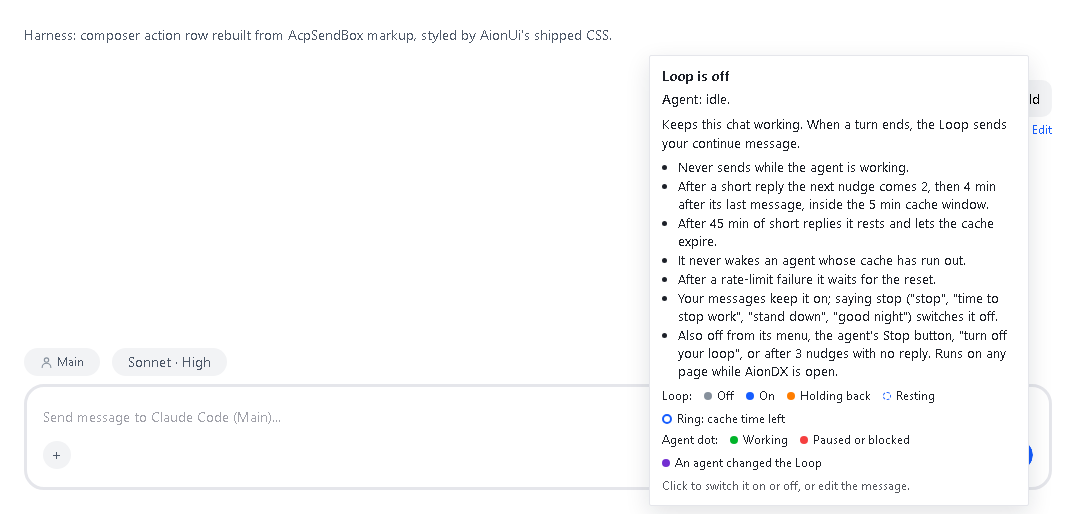 Harness: composer action row rebuilt from AcpSendBox markup, styled by AionUi's shipped CSS.
Loop is off
Agent: idle.
ld
Edit
Keeps this chat working. When a turn ends, the Loop sends
your continue message.
• Never sends while the agent is working.
• After a short reply the next nudge comes 2, then 4 min
after its last message, inside the 5 min cache window.
• After 45 min of short replies it rests and lets the cache
expire.
• It never wakes an agent whose cache has run out.
• After a rate-limit failure it waits for the reset.
• Your messages keep it on; saying stop ("stop", "time to
stop work", "stand down", "good night") switches it off.
• Also off from its menu, the agent's Stop button, "turn off
your loop", or after 3 nudges with no reply. Runs on any
page while AionDX is open.
Loop: Off On Holding back Resting
Ring: cache time left
Agent dot: Working Paused or blocked
An agent changed the Loop
Click to switch it on or off, or edit the message.
Main
Sonnet · High
Send message to Claude Code (Main)...
+